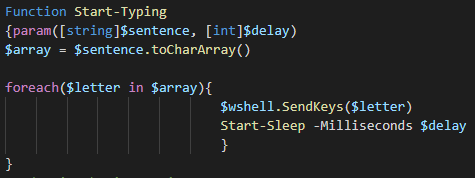 Function Start-Typing
{param([string]$sentence, [int]$delay)
$array = $sentence.toCharArray()
foreach($letter in $array){
$wshell.SendKeys($letter)
Start-Sleep -Milliseconds $delay
}
}